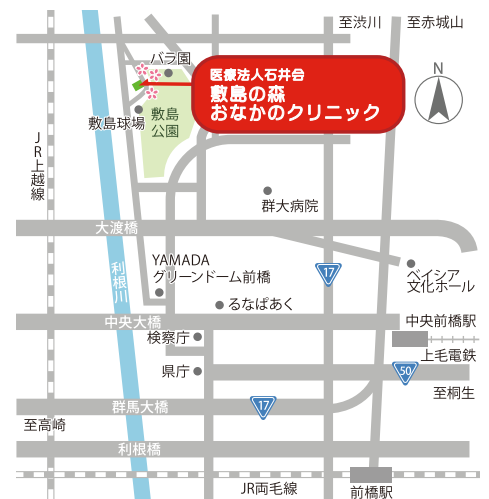 至渋川
至赤城山
バラ園
医療法人石井会
敷島の森
おなかのクリニック
N
敷島球場
敷島
公園
JR上越線
群大病院
大渡橋
YAMADA
グリーンドーム前橋
利根川
17
ベイシア
文化ホール
るなぱあく
中央大橋
中央前橋駅
検察庁
上毛電鉄
県庁
50
至桐生
群馬大橋
17
至高崎
利根橋
JR両毛線
前橋駅